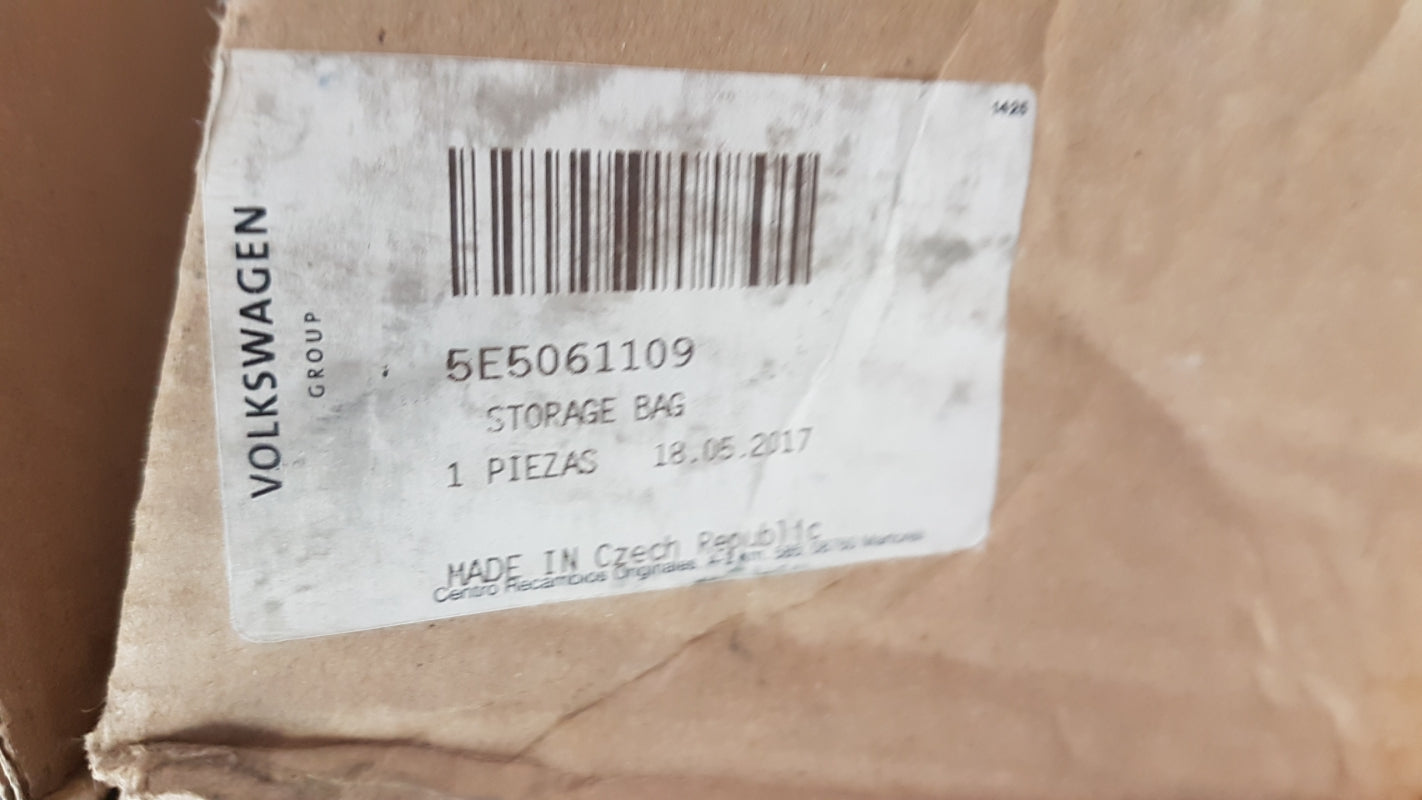 1426
VOLKSWAGEN
GROUP
5E5061109
STORAGE BAG
1 PIEZAS 18.05.2017
MADE IN Czech Republic
Centro Recambios Originales